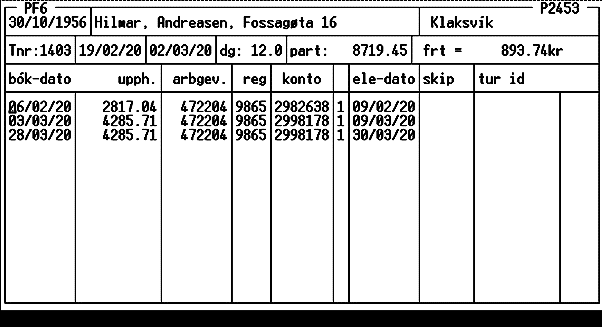 PF6 P2453
30/10/1956 Hilmar, Andreasen, Fossagøta 16 Klaksvík
Tnr:1403 19/02/20 02/03/20 dg: 12.0 part: 8719.45 frt = 893.74kr
bók-dato upph. arbgev. reg konto ele-dato skip tur id
06/02/20 2817.04 472204 9865 2982638 1 09/02/20
03/03/20 4285.71 472204 9865 2998178 1 09/03/20
28/03/20 4285.71 472204 9865 2998178 1 30/03/20